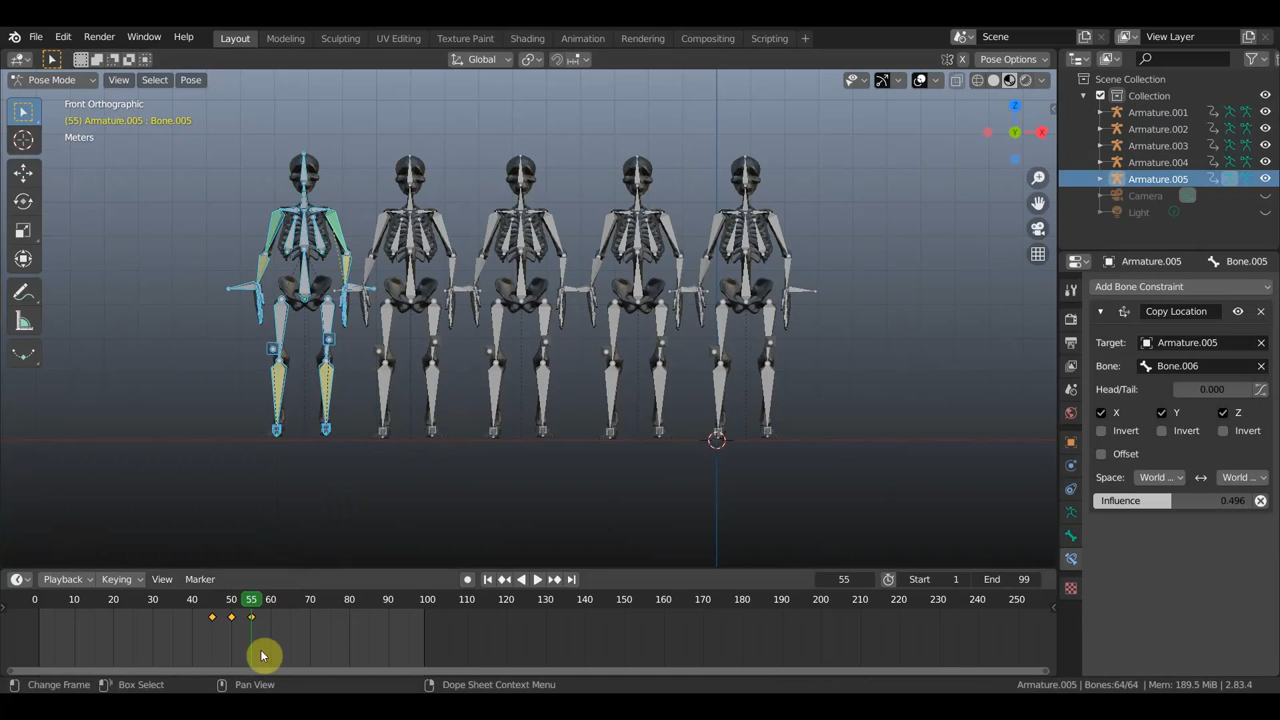 File Edit Render Window Help Layout Modeling Sculpting UV Editing Texture Paint Shading Animation Rendering Compositing Scripting + Scene View Layer
Global Pose Options
Pose Mode View Select Pose
Front Orthographic
(55) Armature.005 : Bone.005
Meters
X
Y
Z
Scene Collection
Collection
Armature.001
Armature.002
Armature.003
Armature.004
Armature.005
Camera
Light
Armature.005 Bone.005
Add Bone Constraint
Copy Location
Target: Armature.005
Bone: Bone.006
Head/Tail: 0.000
X Y Z
Invert Invert Invert
Offset
Space: World ... World ...
Influence 0.496
Playback Keying View Marker 55 Start 1 End 99
0 10 20 30 40 50 55 60 70 80 90 100 110 120 130 140 150 160 170 180 190 200 210 220 230 240 250
Change Frame Box Select Pan View Dope Sheet Context Menu Armature.005 | Bones:64/64 | Mem: 189.5 MiB | 2.83.4